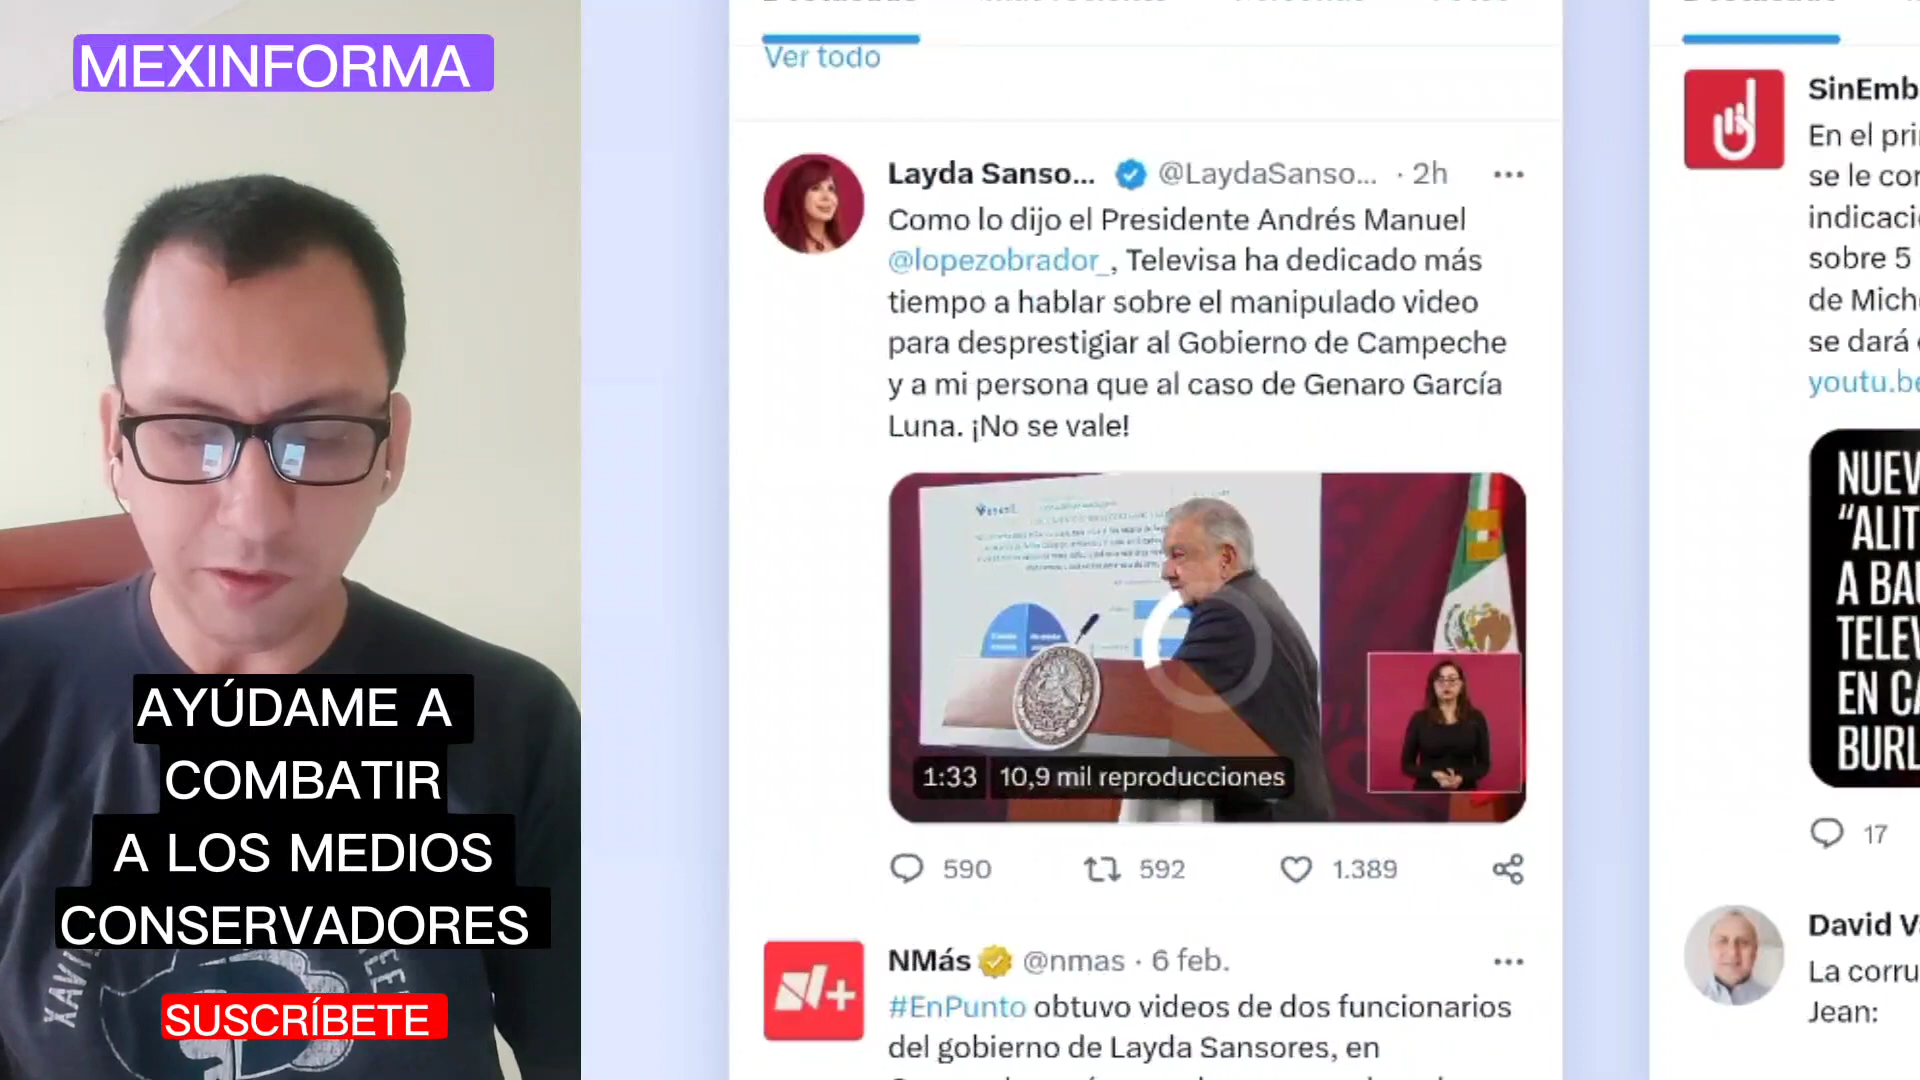 MEXINFORMA
AYÚDAME A
COMBATIR
A LOS MEDIOS
CONSERVADORES
SUSCRÍBETE
Ver todo
Layda Sanso... @LaydaSanso... · 2h
Como lo dijo el Presidente Andrés Manuel
@lopezobrador_, Televisa ha dedicado más
tiempo a hablar sobre el manipulado video
para desprestigiar al Gobierno de Campeche
y a mi persona que al caso de Genaro García
Luna. ¡No se vale!
1:33 10,9 mil reproducciones
590 592 1.389
NMás @nmas · 6 feb.
#EnPunto obtuvo videos de dos funcionarios
del gobierno de Layda Sansores, en
SinEmb
En el pri
se le co
indicaci
sobre 5
de Mich
se dará
youtu.be
NUEV
"ALIT
A BA
TELEV
EN CA
BURL
17
David V
La corru
Jean: